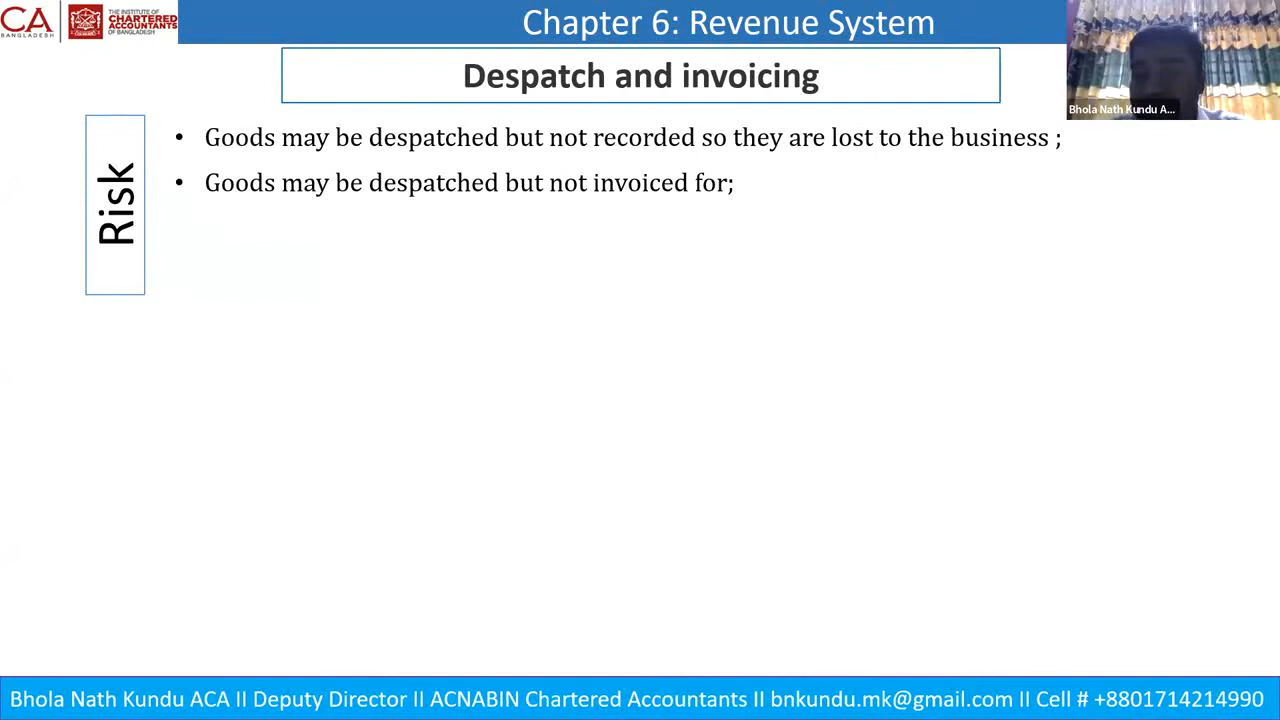 CA
BANGLADESH
THE INSTITUTE OF
CHARTERED
ACCOUNTANTS
OF BANGLADESH
Chapter 6: Revenue System
Despatch and invoicing
Bhola Nath Kundu A...
Risk
• Goods may be despatched but not recorded so they are lost to the business ;
• Goods may be despatched but not invoiced for;
Bhola Nath Kundu ACA II Deputy Director II ACNABIN Chartered Accountants II bnkundu.mk@gmail.com II Cell # +8801714214990